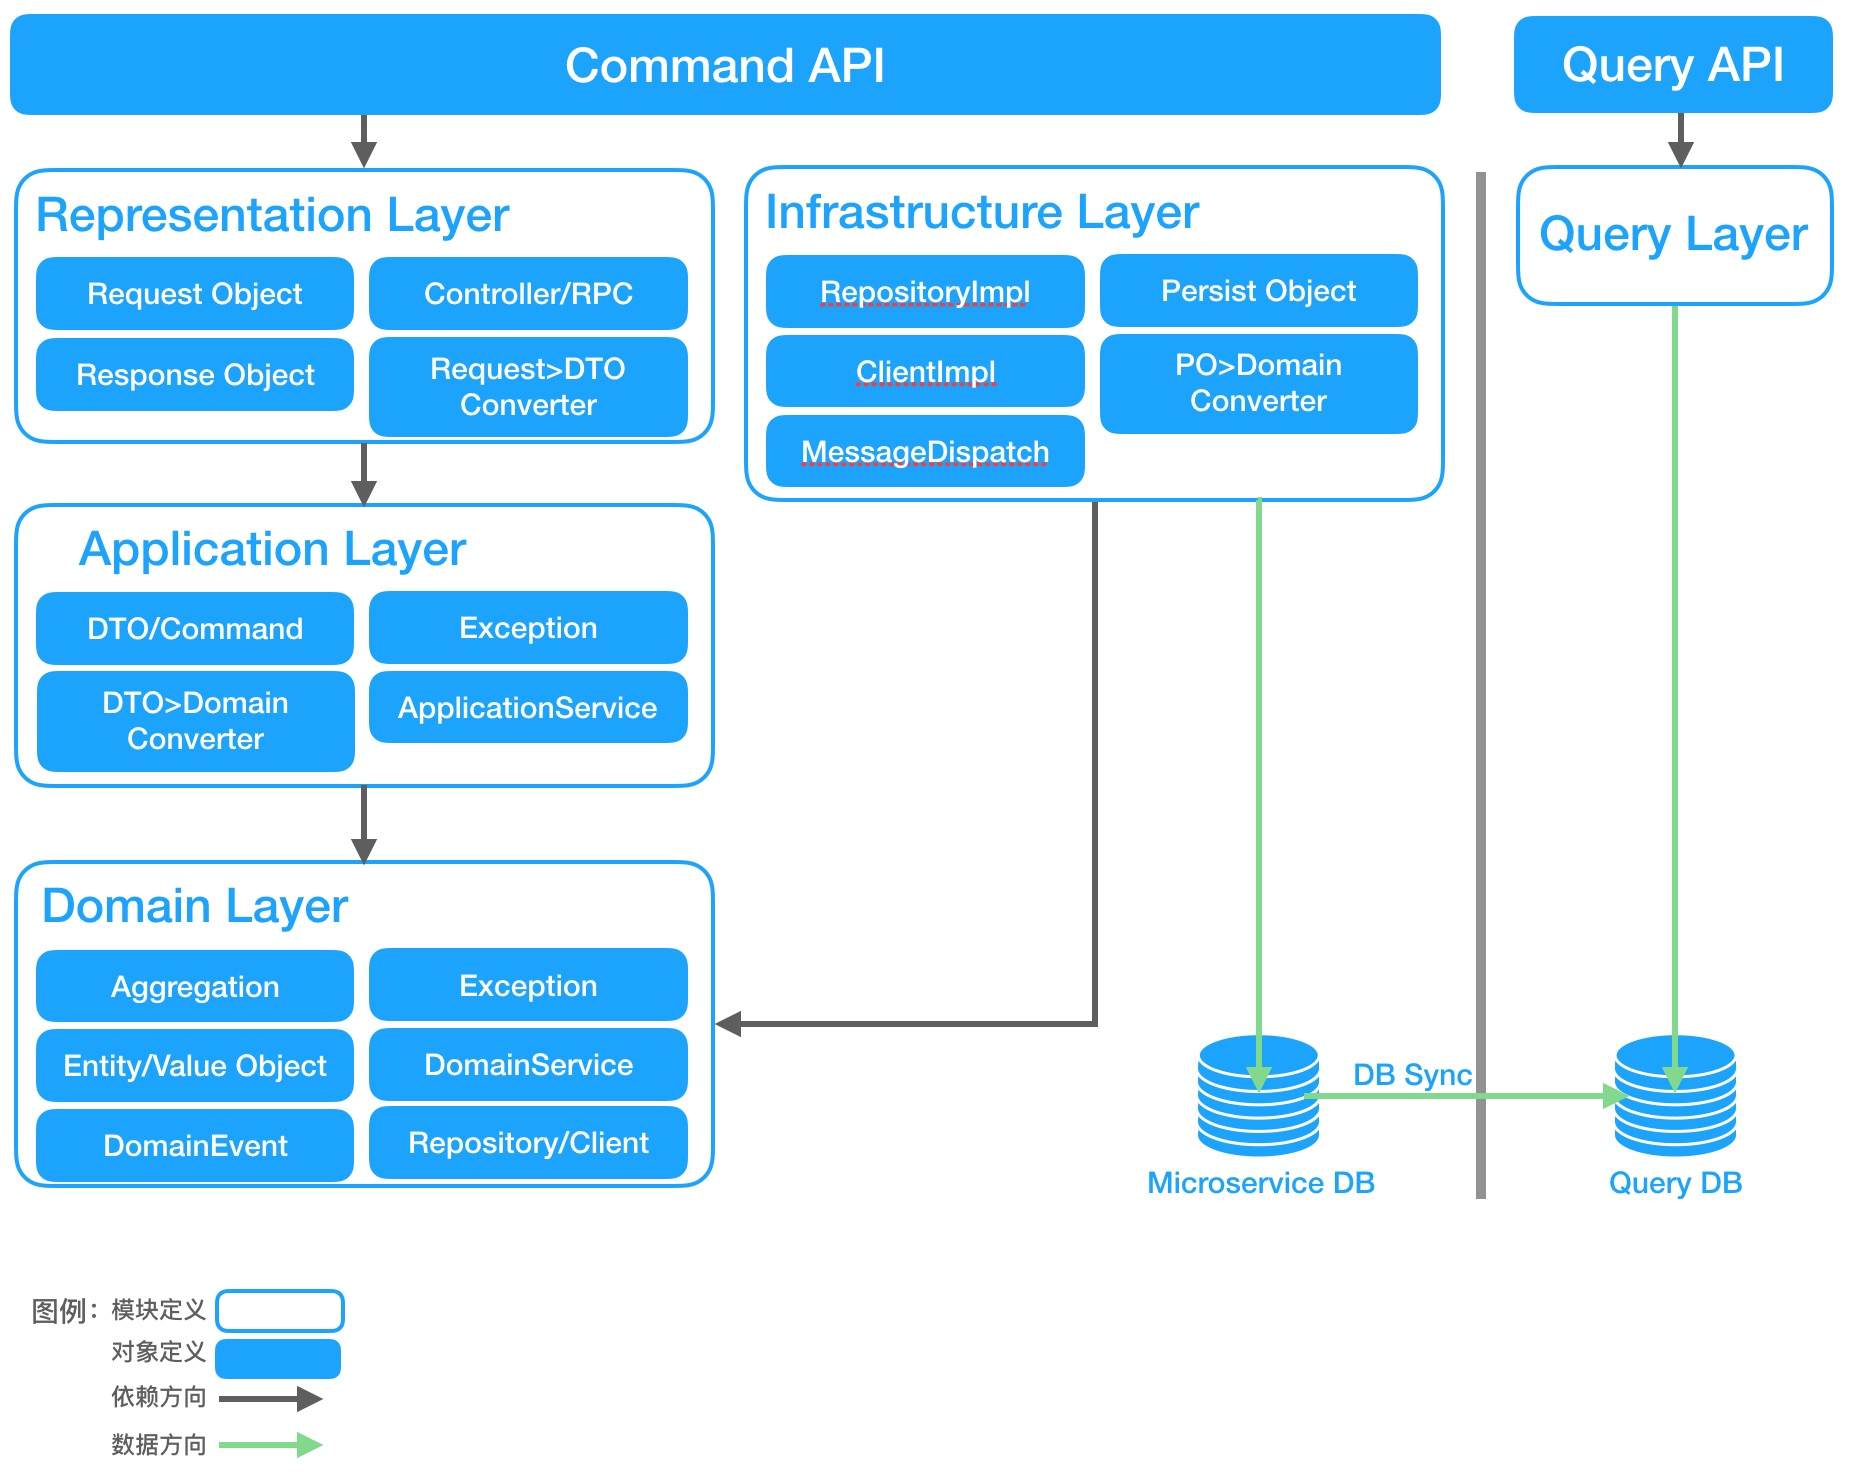 Command API
Query API
Representation Layer
Request Object
Controller/RPC
Response Object
Request>DTO
Converter
Infrastructure Layer
RepositoryImpl
Persist Object
ClientImpl
PO>Domain
Converter
MessageDispatch
Query Layer
Application Layer
DTO/Command
Exception
DTO>Domain
Converter
ApplicationService
Domain Layer
Aggregation
Exception
Entity/Value Object
DomainService
DomainEvent
Repository/Client
DB Sync
Microservice DB
Query DB
图例：模块定义
对象定义
依赖方向
数据方向